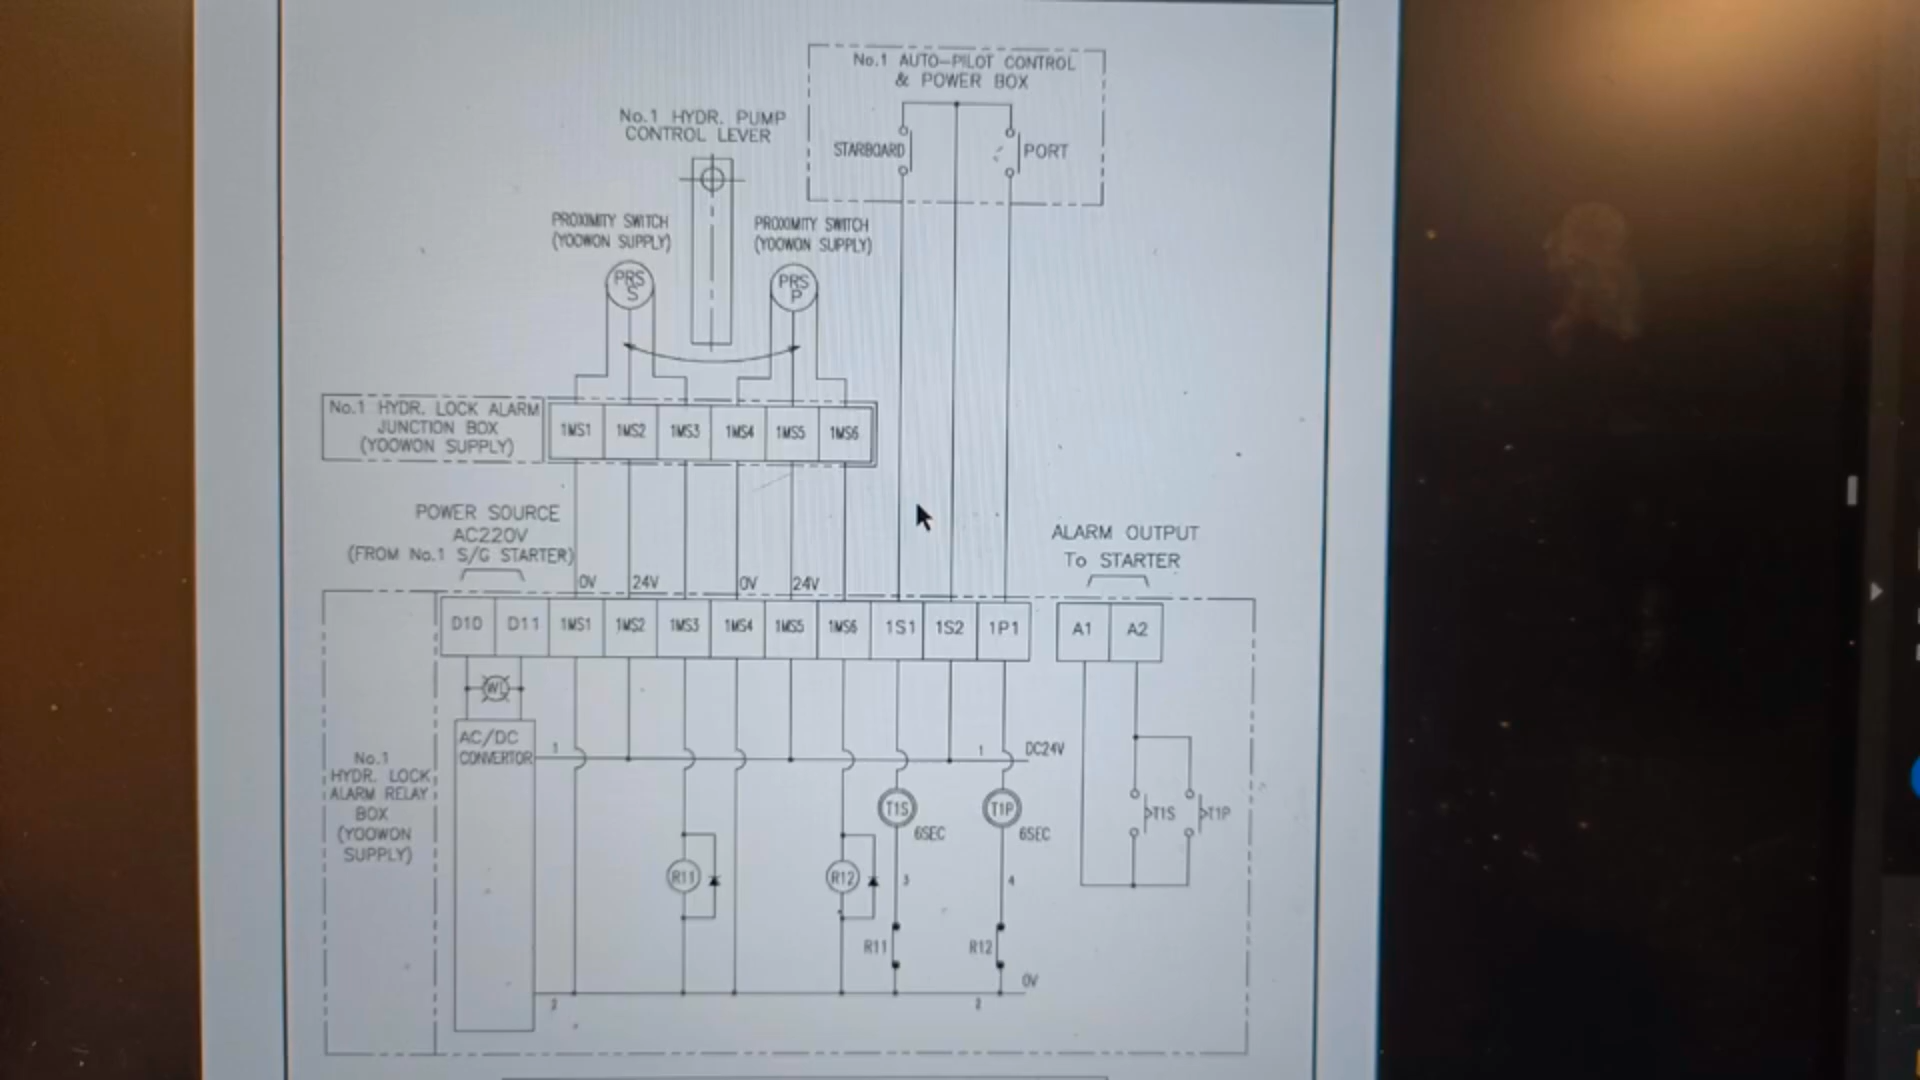 No.1 AUTO-PILOT CONTROL
& POWER BOX
STARBOARD
PORT
No.1 HYDR. PUMP
CONTROL LEVER
PROXIMITY SWITCH
(YOOWON SUPPLY)
PROXIMITY SWITCH
(YOOWON SUPPLY)
PRS
S
PRS
P
No.1 HYDR. LOCK ALARM
JUNCTION BOX
(YOOWON SUPPLY)
1MS1 1MS2 1MS3 1MS4 1MS5 1MS6
POWER SOURCE
AC220V
(FROM No.1 S/G STARTER)
0V 24V 0V 24V
ALARM OUTPUT
To STARTER
D10 D11 1MS1 1MS2 1MS3 1MS4 1MS5 1MS6 1S1 1S2 1P1 A1 A2
WL
AC/DC
CONVERTOR
1
1
DC24V
No.1
HYDR. LOCK
ALARM RELAY
BOX
(YOOWON
SUPPLY)
T1S
6SEC
T1P
6SEC
T1S
T1P
R11
R12
3
4
R11
R12
0V
2
2